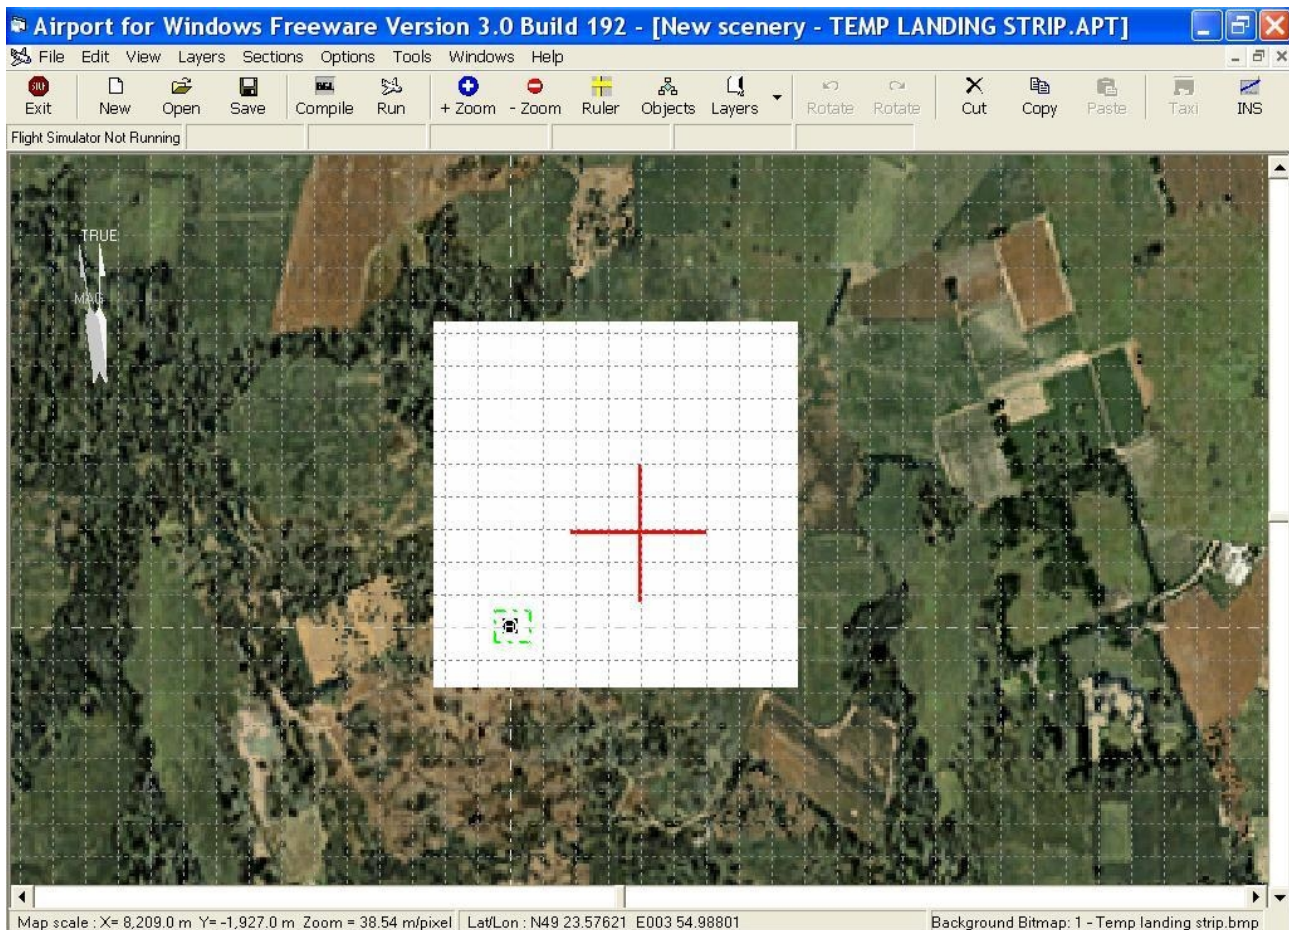 Airport for Windows Freeware Version 3.0 Build 192 - [New scenery - TEMP LANDING STRIP.APT]
File Edit View Layers Sections Options Tools Windows Help
Exit New Open Save Compile Run + Zoom - Zoom Ruler Objects Layers Rotate Rotate Cut Copy Paste Taxi INS
Flight Simulator Not Running
TRUE
MAG
Map scale : X= 8,209.0 m Y= -1,927.0 m Zoom = 38.54 m/pixel Lat/Lon : N49 23.57621 E003 54.98801 Background Bitmap: 1 - Temp landing strip.bmp